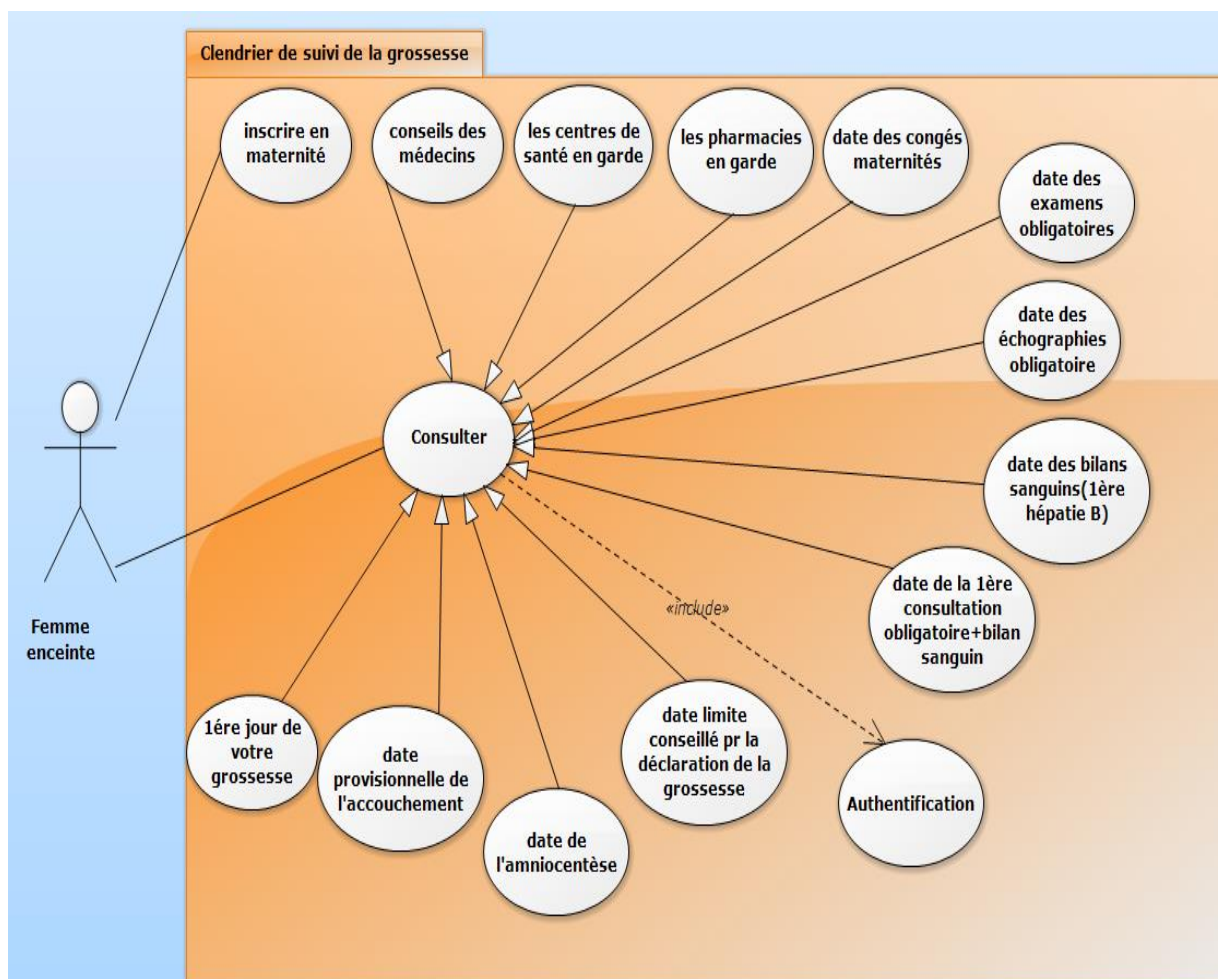 Clendrier de suivi de la grossesse
inscrire en
maternité
conseils des
médecins
les centres de
santé en garde
les pharmacies
en garde
date des congés
maternités
date des
examens
obligatoires
date des
échographies
obligatoire
Consulter
date des bilans
sanguins(1ère
hépatie B)
date de la 1ère
consultation
obligatoire+bilan
sanguin
«include»
Femme
enceinte
1ére jour de
votre
grossesse
date
provisionnelle de
l'accouchement
date de
l'amniocentèse
date limite
conseillé pr la
déclaration de la
grossesse
Authentification